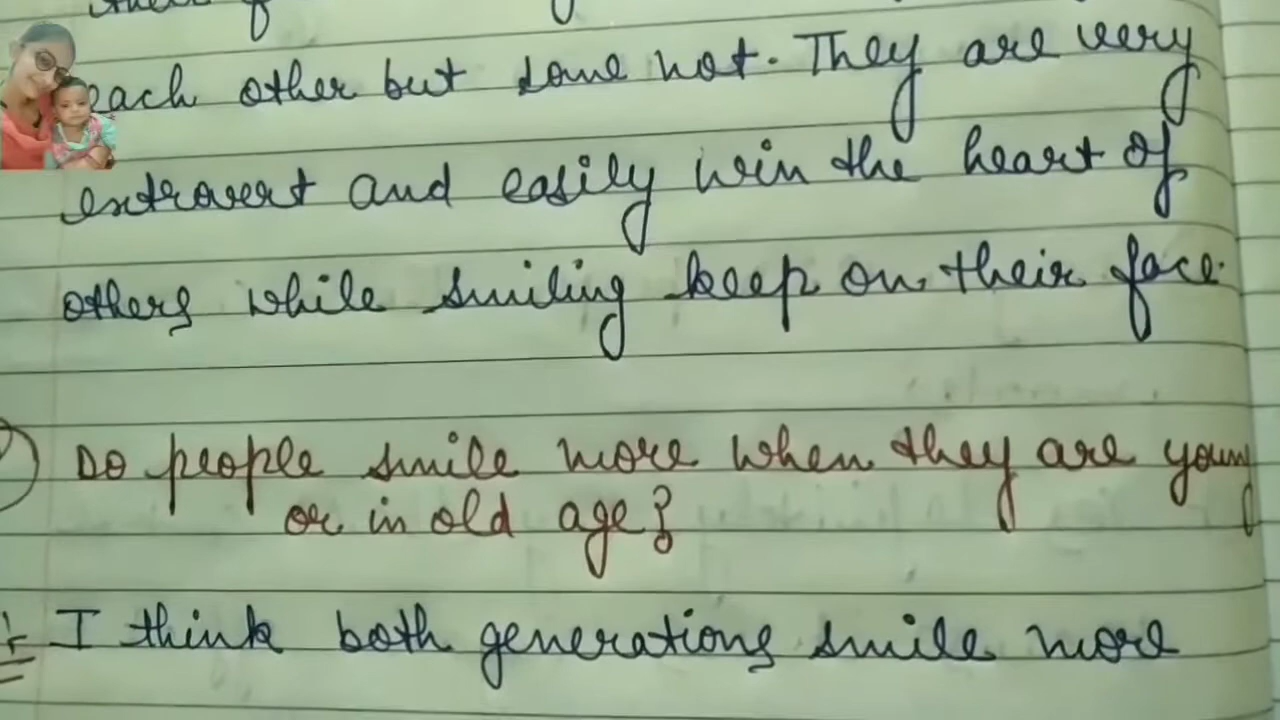 each other but some not. They are very
extrovert and easily win the heart of
others while smiling keep on their face.
Do people smile more when they are young
or in old age?
I think both generations smile more